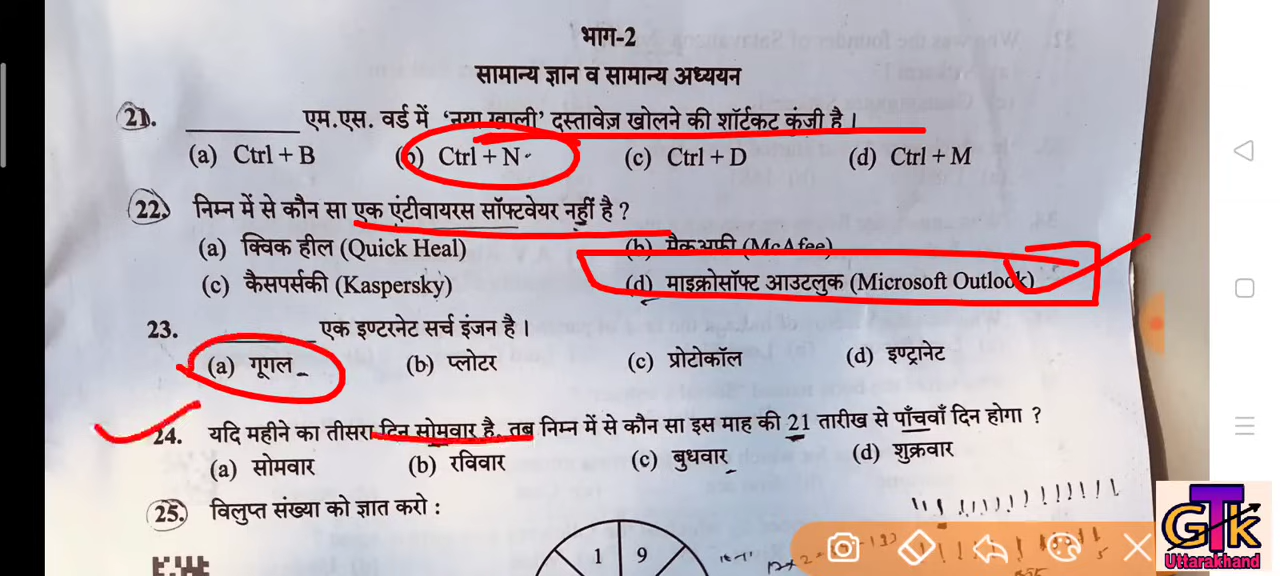 भाग-2
सामान्य ज्ञान व सामान्य अध्ययन
21. ________ एम.एस. वर्ड में 'नया खाली' दस्तावेज़ खोलने की शॉर्टकट कुंजी है।
(a) Ctrl + B (b) Ctrl + N (c) Ctrl + D (d) Ctrl + M
22. निम्न में से कौन सा एक एंटीवायरस सॉफ्टवेयर नहीं है ?
(a) क्विक हील (Quick Heal) (b) मैकअफी (McAfee)
(c) कैसपर्सकी (Kaspersky) (d) माइक्रोसॉफ्ट आउटलुक (Microsoft Outlook)
23. ________ एक इण्टरनेट सर्च इंजन है।
(a) गूगल (b) प्लोटर (c) प्रोटोकॉल (d) इण्ट्रानेट
24. यदि महीने का तीसरा दिन सोमवार है, तब निम्न में से कौन सा इस माह की 21 तारीख से पाँचवाँ दिन होगा ?
(a) सोमवार (b) रविवार (c) बुधवार (d) शुक्रवार
25. विलुप्त संख्या को ज्ञात करो :
1 9
GTk
Uttarakhand